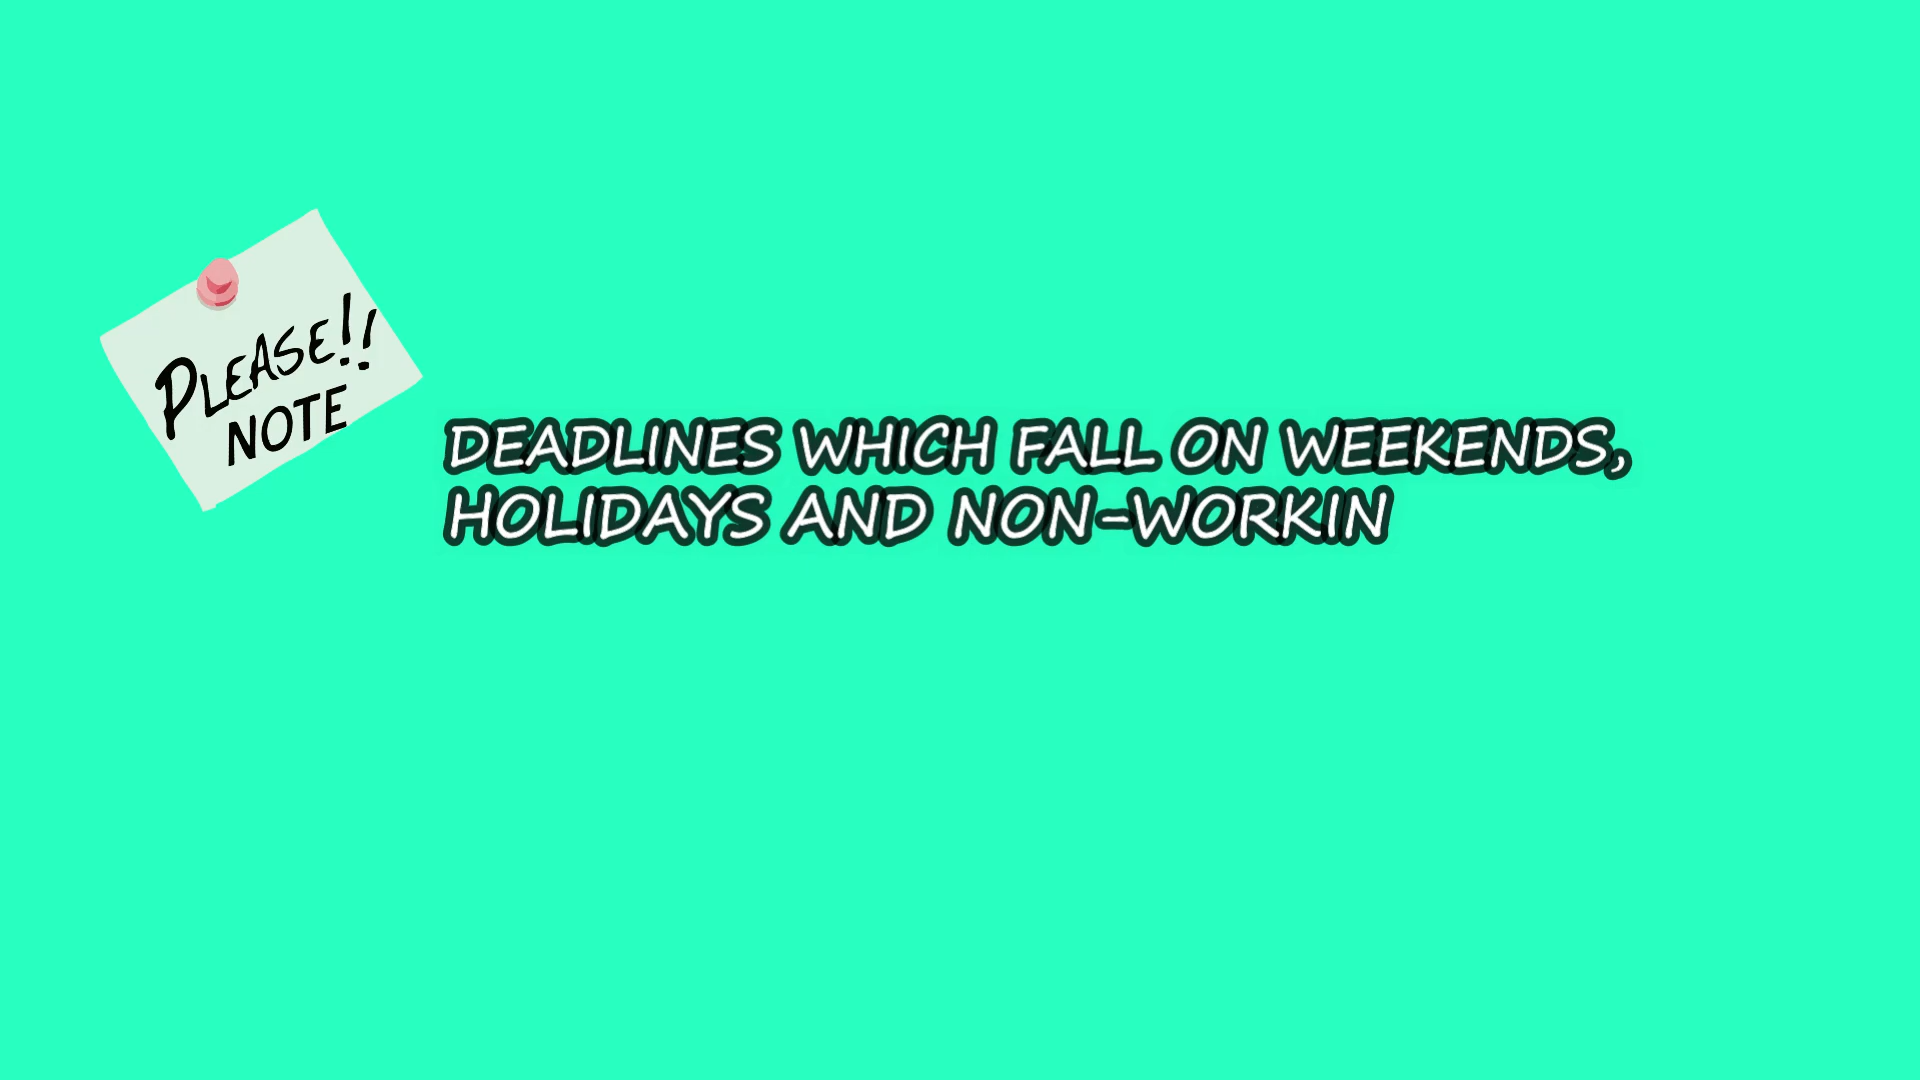 PLEASE!!
NOTE
DEADLINES WHICH FALL ON WEEKENDS,
HOLIDAYS AND NON-WORKIN